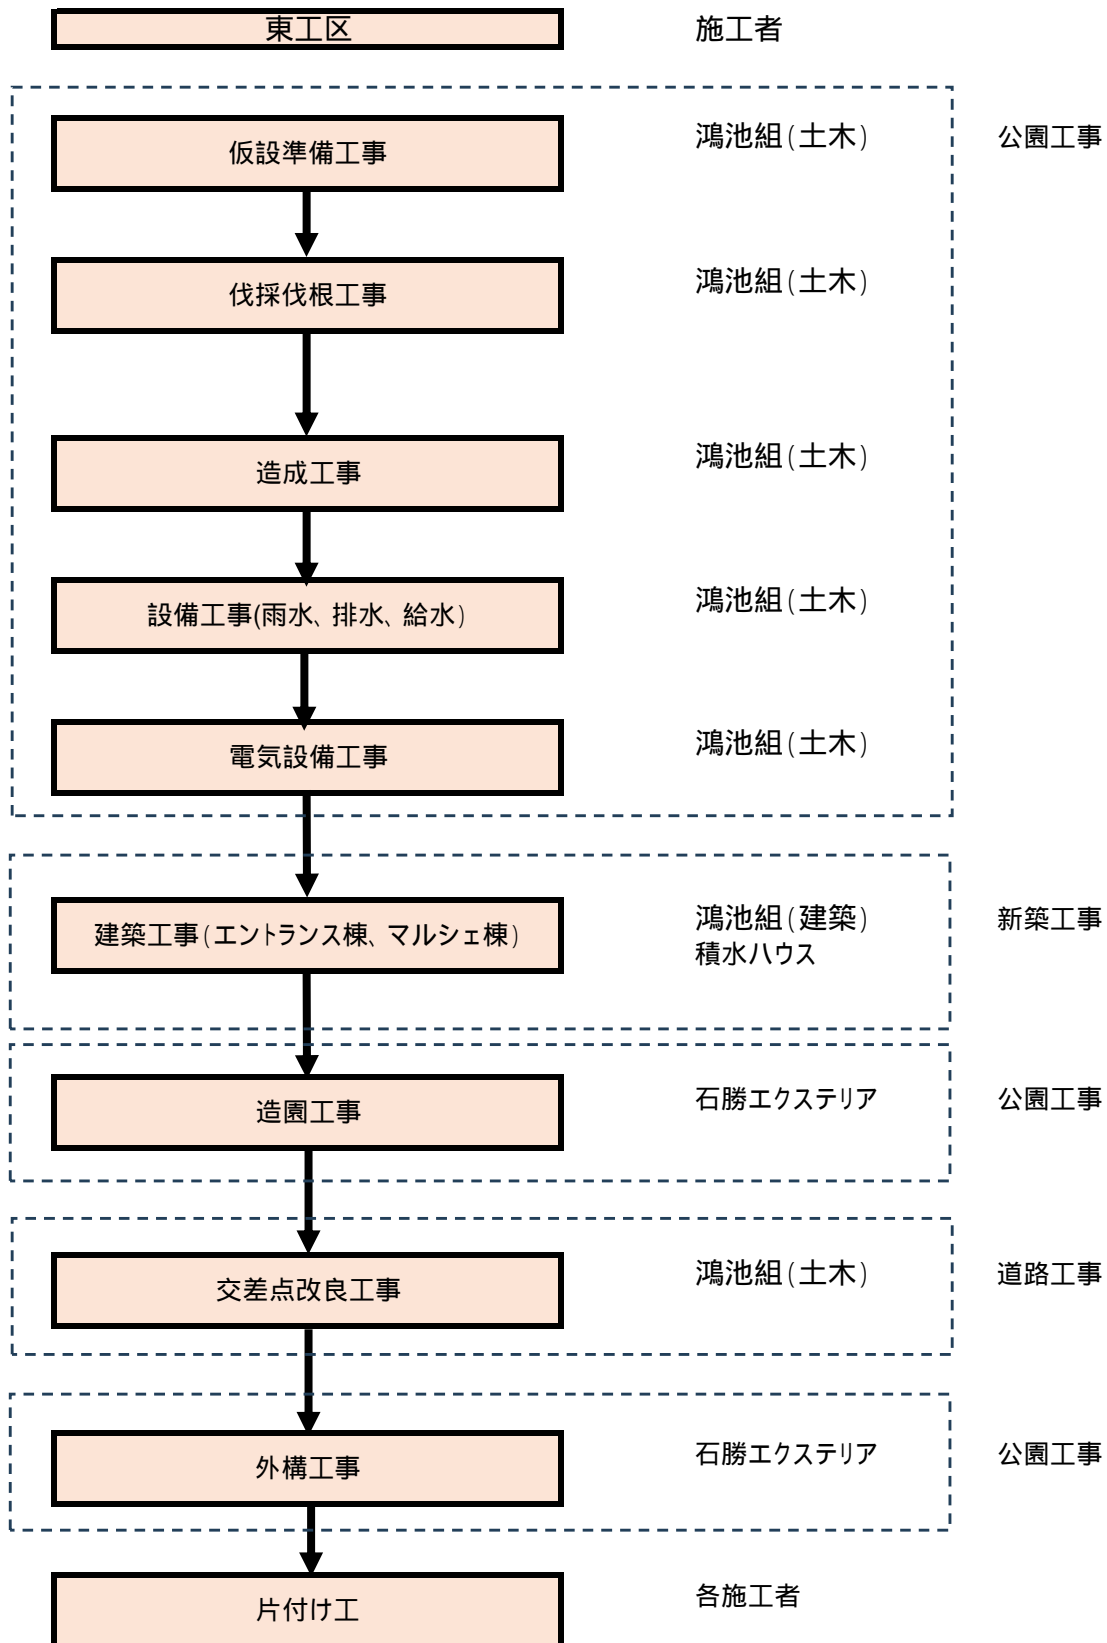 東工区 施工者
仮設準備工事 鴻池組(土木) 公園工事
伐採伐根工事 鴻池組(土木)
造成工事 鴻池組(土木)
設備工事(雨水、排水、給水) 鴻池組(土木)
電気設備工事 鴻池組(土木)
建築工事(エントランス棟、マルシェ棟) 鴻池組(建築) 新築工事
積水ハウス
造園工事 石勝エクステリア 公園工事
交差点改良工事 鴻池組(土木) 道路工事
外構工事 石勝エクステリア 公園工事
片付け工 各施工者